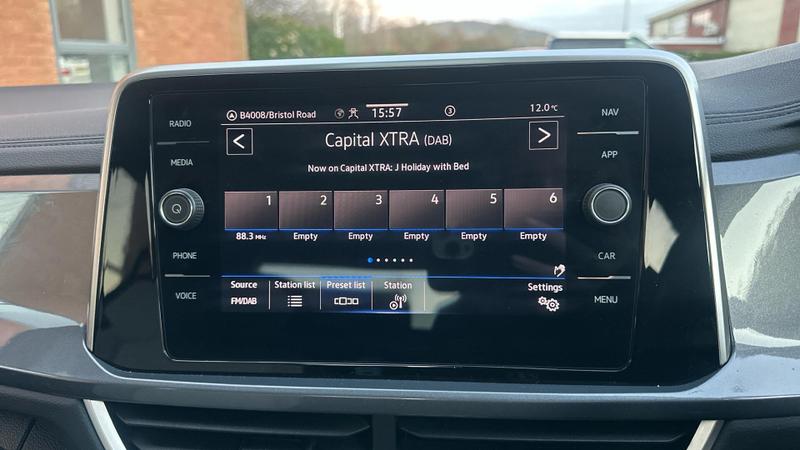 B4008/Bristol Road
15:57
3
12.0°C
RADIO
MEDIA
PHONE
VOICE
NAV
APP
CAR
MENU
< Capital XTRA (DAB) >
Now on Capital XTRA: J Holiday with Bed
1 2 3 4 5 6
88.3 MHz Empty Empty Empty Empty Empty
Source Station list Preset list Station Settings
FM/DAB